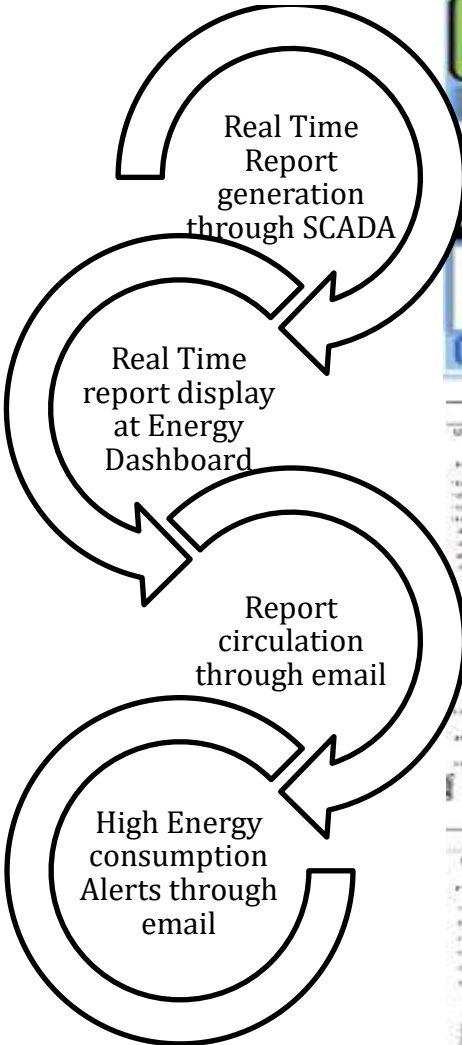 Real Time
Report
generation
through SCADA
Real Time
report display
at Energy
Dashboard
Report
circulation
through email
High Energy
consumption
Alerts through
email